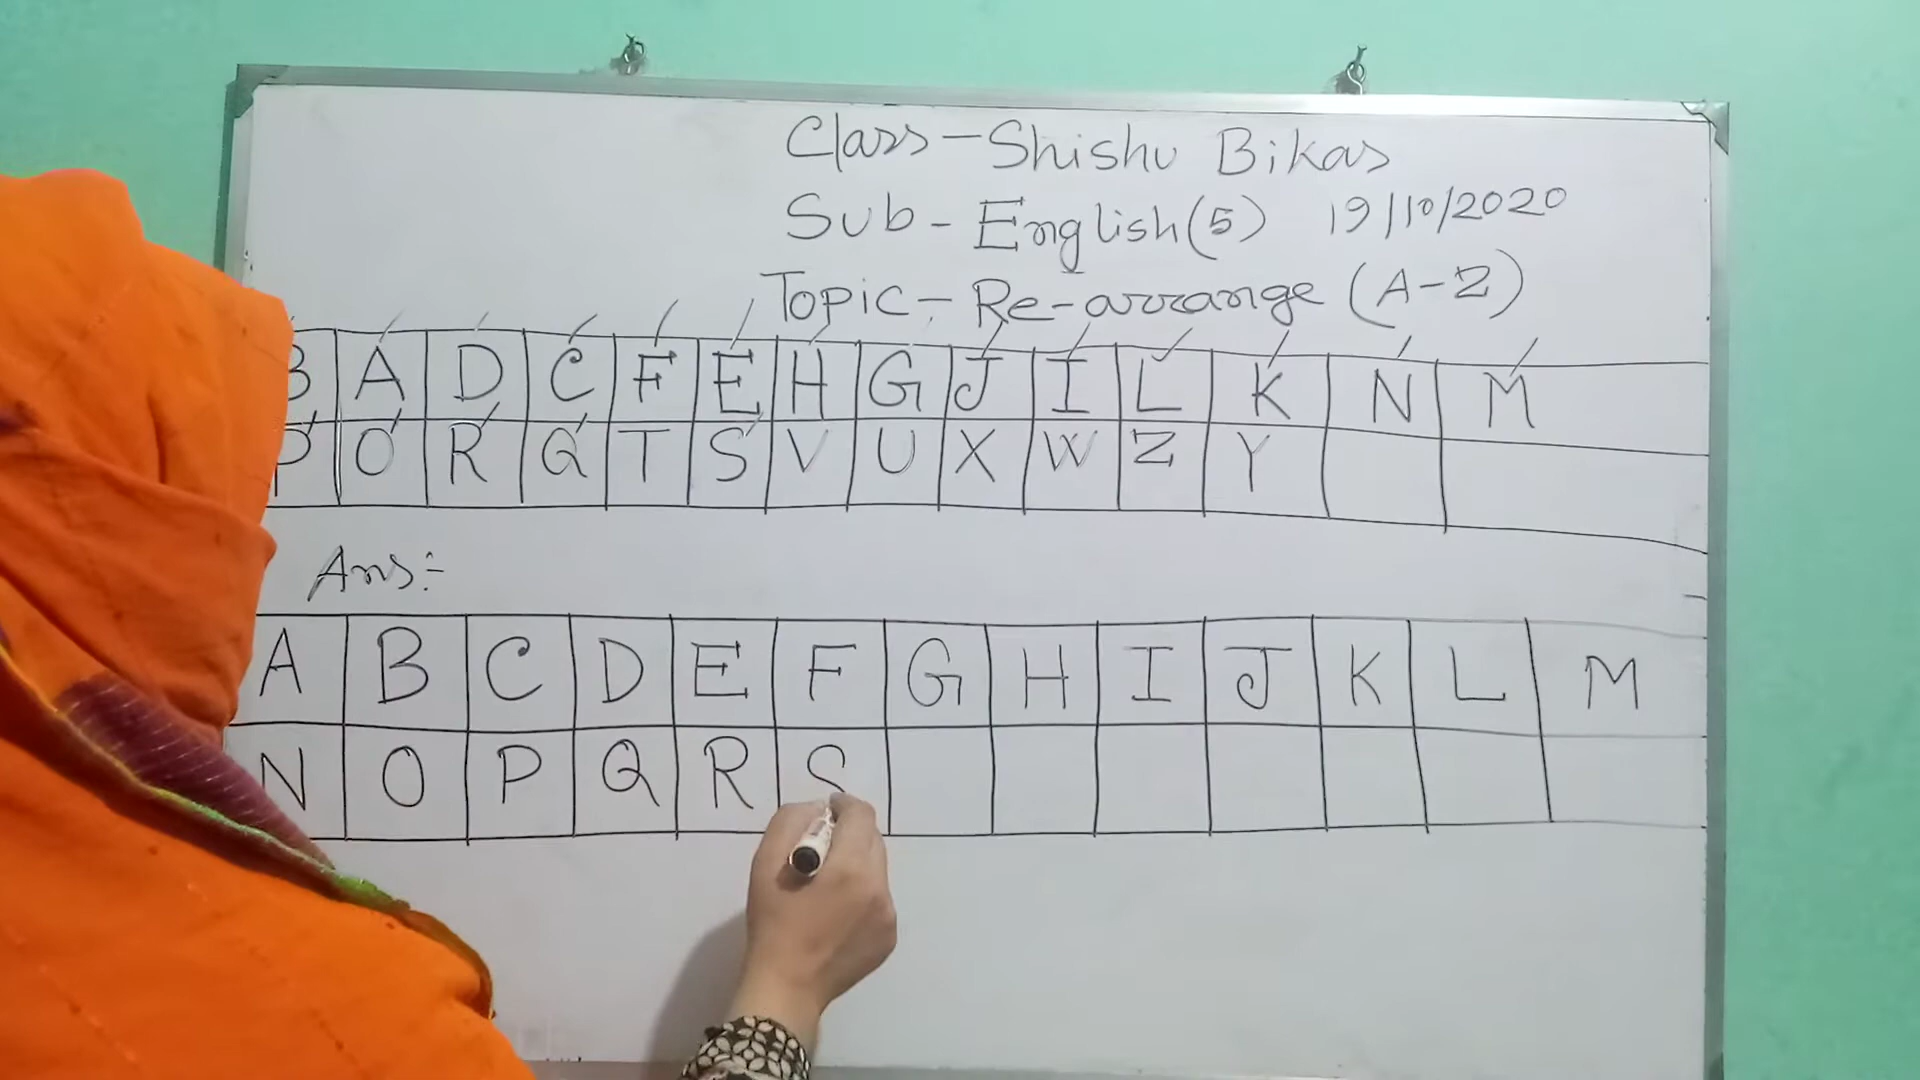 Class - Shishu Bikas
Sub - English(5) 19/10/2020
Topic - Re-arrange (A-Z)
B A D C F E H G J I L K N M
P O R Q T S V U X W Z Y
Ans:-
A B C D E F G H I J K L M
N O P Q R S